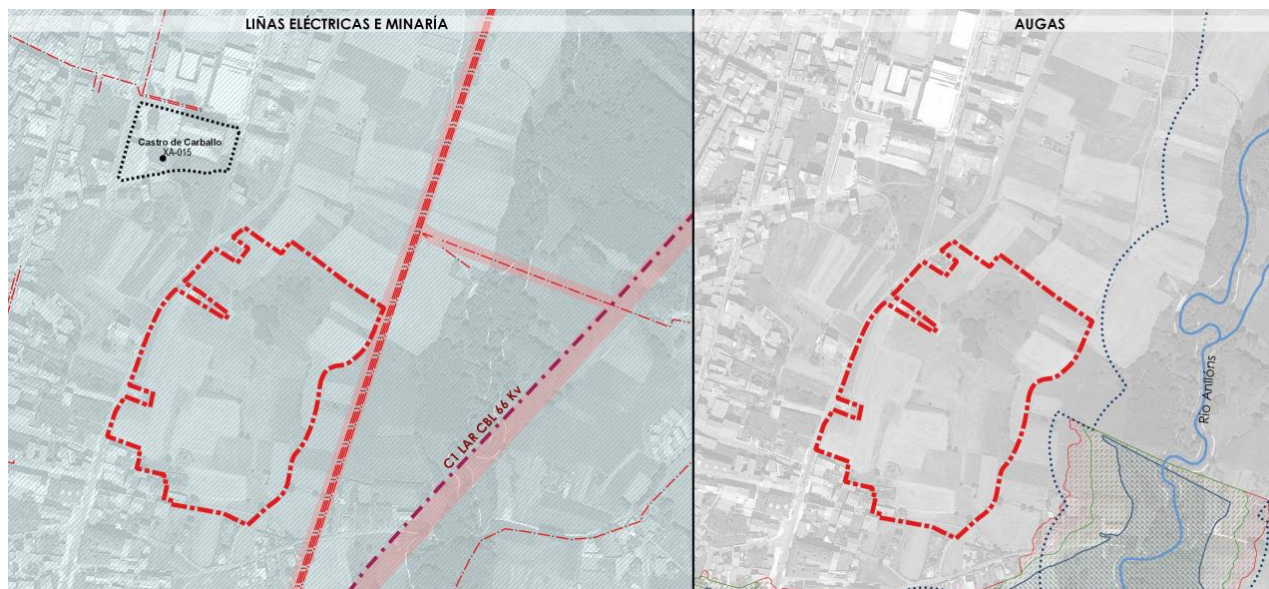 LIÑAS ELÉCTRICAS E MINARÍA
Castro de Carballo
XA-015
C1 LAR CBL 66 Kv
AUGAS
Río Anllóns